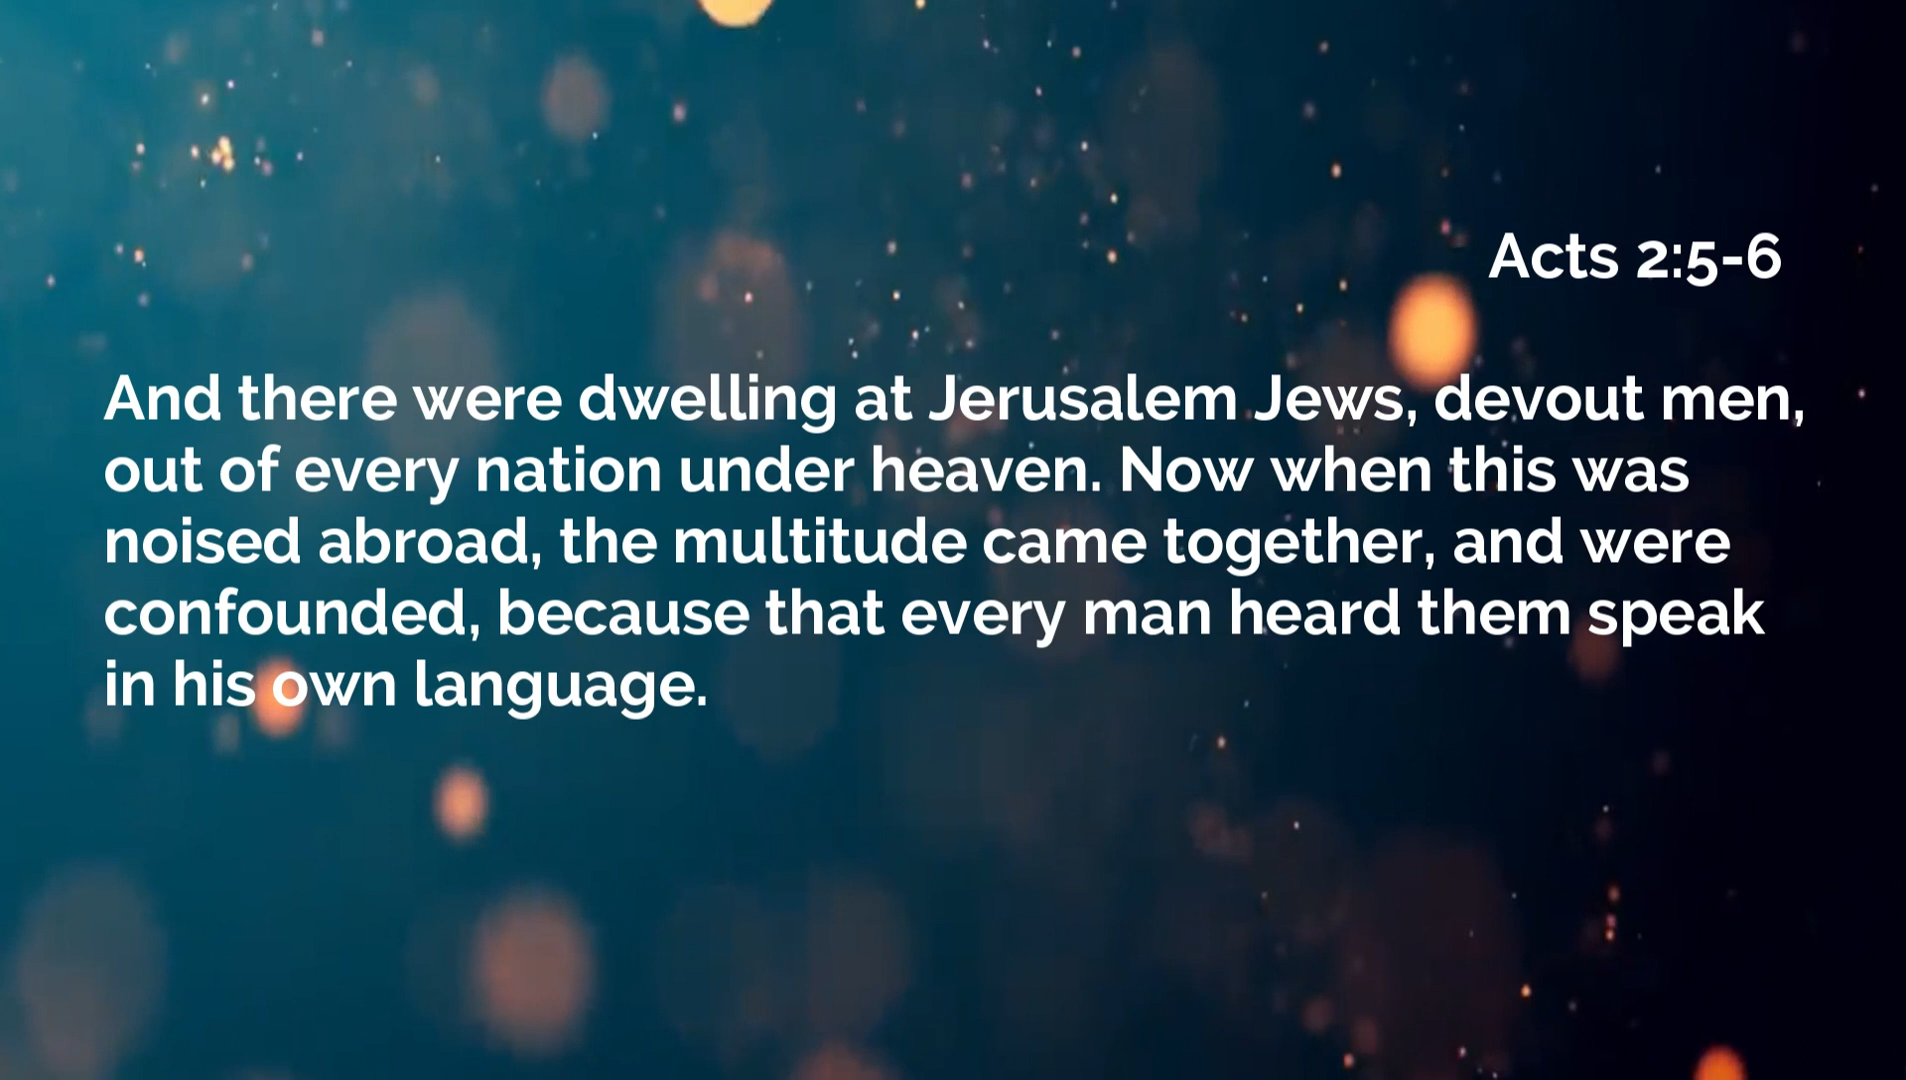 Acts 2:5-6
And there were dwelling at Jerusalem Jews, devout men,
out of every nation under heaven. Now when this was
noised abroad, the multitude came together, and were
confounded, because that every man heard them speak
in his own language.